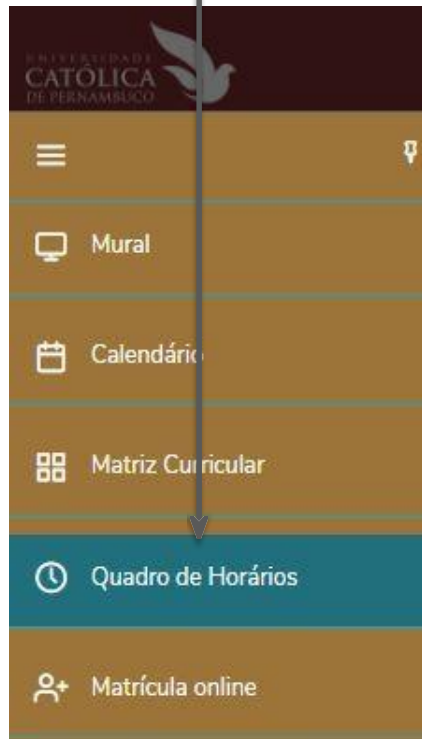 UNIVERSIDADE
CATÓLICA
DE PERNAMBUCO
Mural
Calendário
Matriz Curricular
Quadro de Horários
Matrícula online